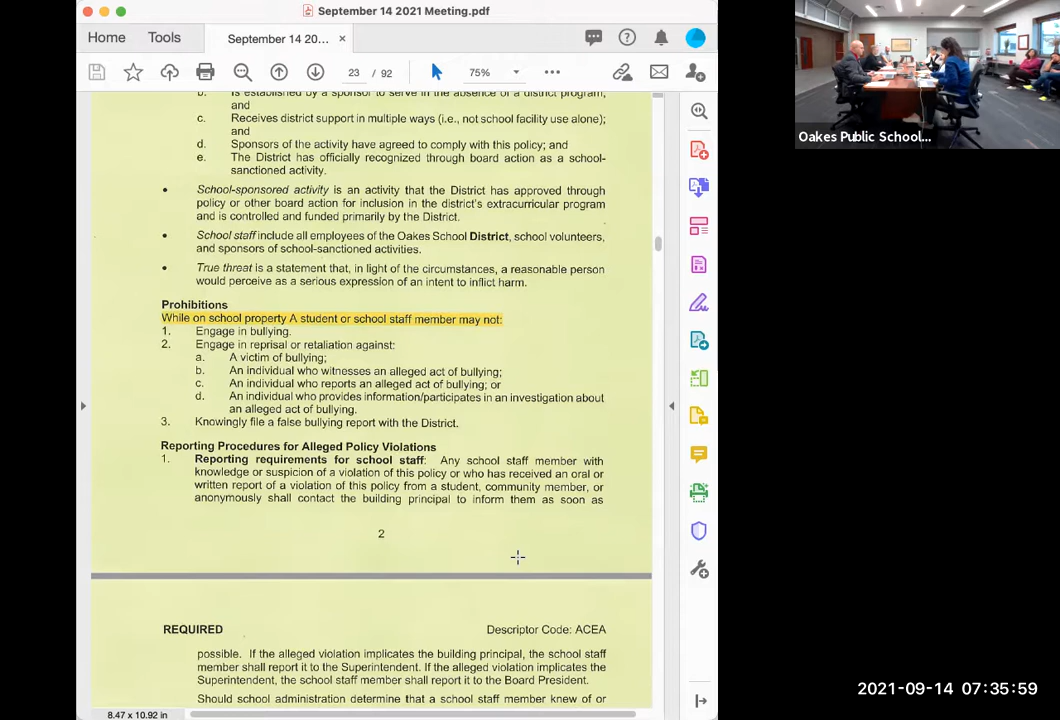 September 14 2021 Meeting.pdf
Home Tools September 14 20... ×
23 / 92 75%
b. Is established by a sponsor to serve in the absence of a district program;
and
c. Receives district support in multiple ways (i.e., not school facility use alone);
and
d. Sponsors of the activity have agreed to comply with this policy; and
e. The District has officially recognized through board action as a school-
sanctioned activity.
• School-sponsored activity is an activity that the District has approved through
policy or other board action for inclusion in the district's extracurricular program
and is controlled and funded primarily by the District.
• School staff include all employees of the Oakes School District, school volunteers,
and sponsors of school-sanctioned activities.
• True threat is a statement that, in light of the circumstances, a reasonable person
would perceive as a serious expression of an intent to inflict harm.
Prohibitions
While on school property A student or school staff member may not:
1. Engage in bullying.
2. Engage in reprisal or retaliation against:
a. A victim of bullying;
b. An individual who witnesses an alleged act of bullying;
c. An individual who reports an alleged act of bullying; or
d. An individual who provides information/participates in an investigation about
an alleged act of bullying.
3. Knowingly file a false bullying report with the District.
Reporting Procedures for Alleged Policy Violations
1. Reporting requirements for school staff: Any school staff member with
knowledge or suspicion of a violation of this policy or who has received an oral or
written report of a violation of this policy from a student, community member, or
anonymously shall contact the building principal to inform them as soon as
2
REQUIRED Descriptor Code: ACEA
possible. If the alleged violation implicates the building principal, the school staff
member shall report it to the Superintendent. If the alleged violation implicates the
Superintendent, the school staff member shall report it to the Board President.
Should school administration determine that a school staff member knew of or
8.47 x 10.92 in
Oakes Public School...
2021-09-14 07:35:59